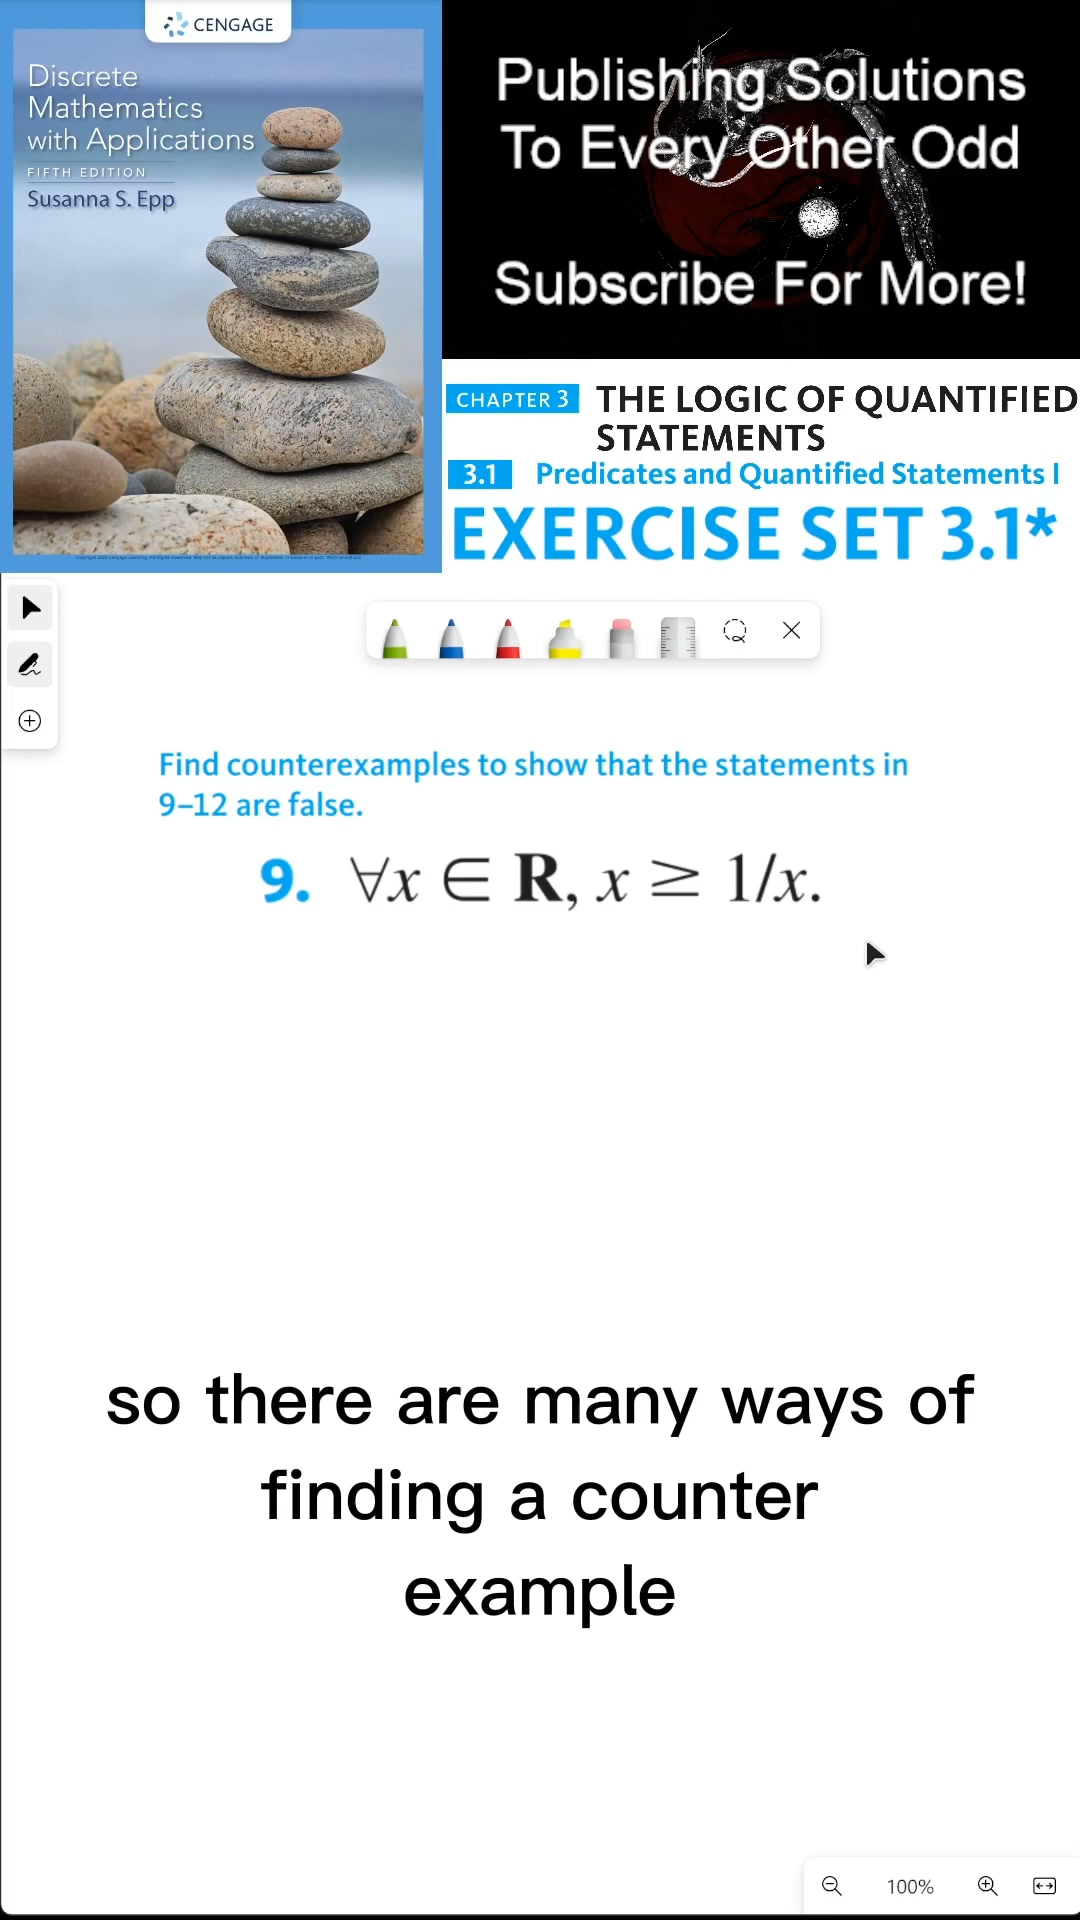 CENGAGE
Discrete
Mathematics
with Applications
FIFTH EDITION
Susanna S. Epp
Publishing Solutions
To Every Other Odd
Subscribe For More!
CHAPTER 3 THE LOGIC OF QUANTIFIED
STATEMENTS
3.1 Predicates and Quantified Statements I
EXERCISE SET 3.1*
Find counterexamples to show that the statements in
9–12 are false.
9. ∀x ∈ R, x ≥ 1/x.
so there are many ways of
finding a counter
example
100%